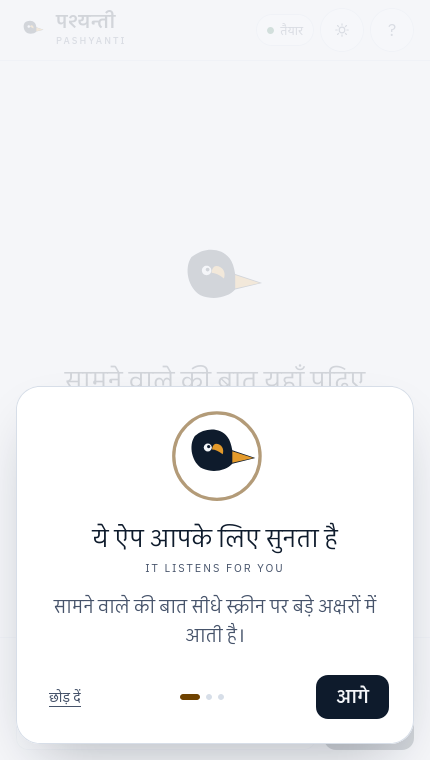 पश्यन्ती
PASHYANTI
तैयार
?
सामने वाले की बात यहाँ पढ़िए
ये ऐप आपके लिए सुनता है
IT LISTENS FOR YOU
सामने वाले की बात सीधे स्क्रीन पर बड़े अक्षरों में
आती है।
छोड़ दें
आगे